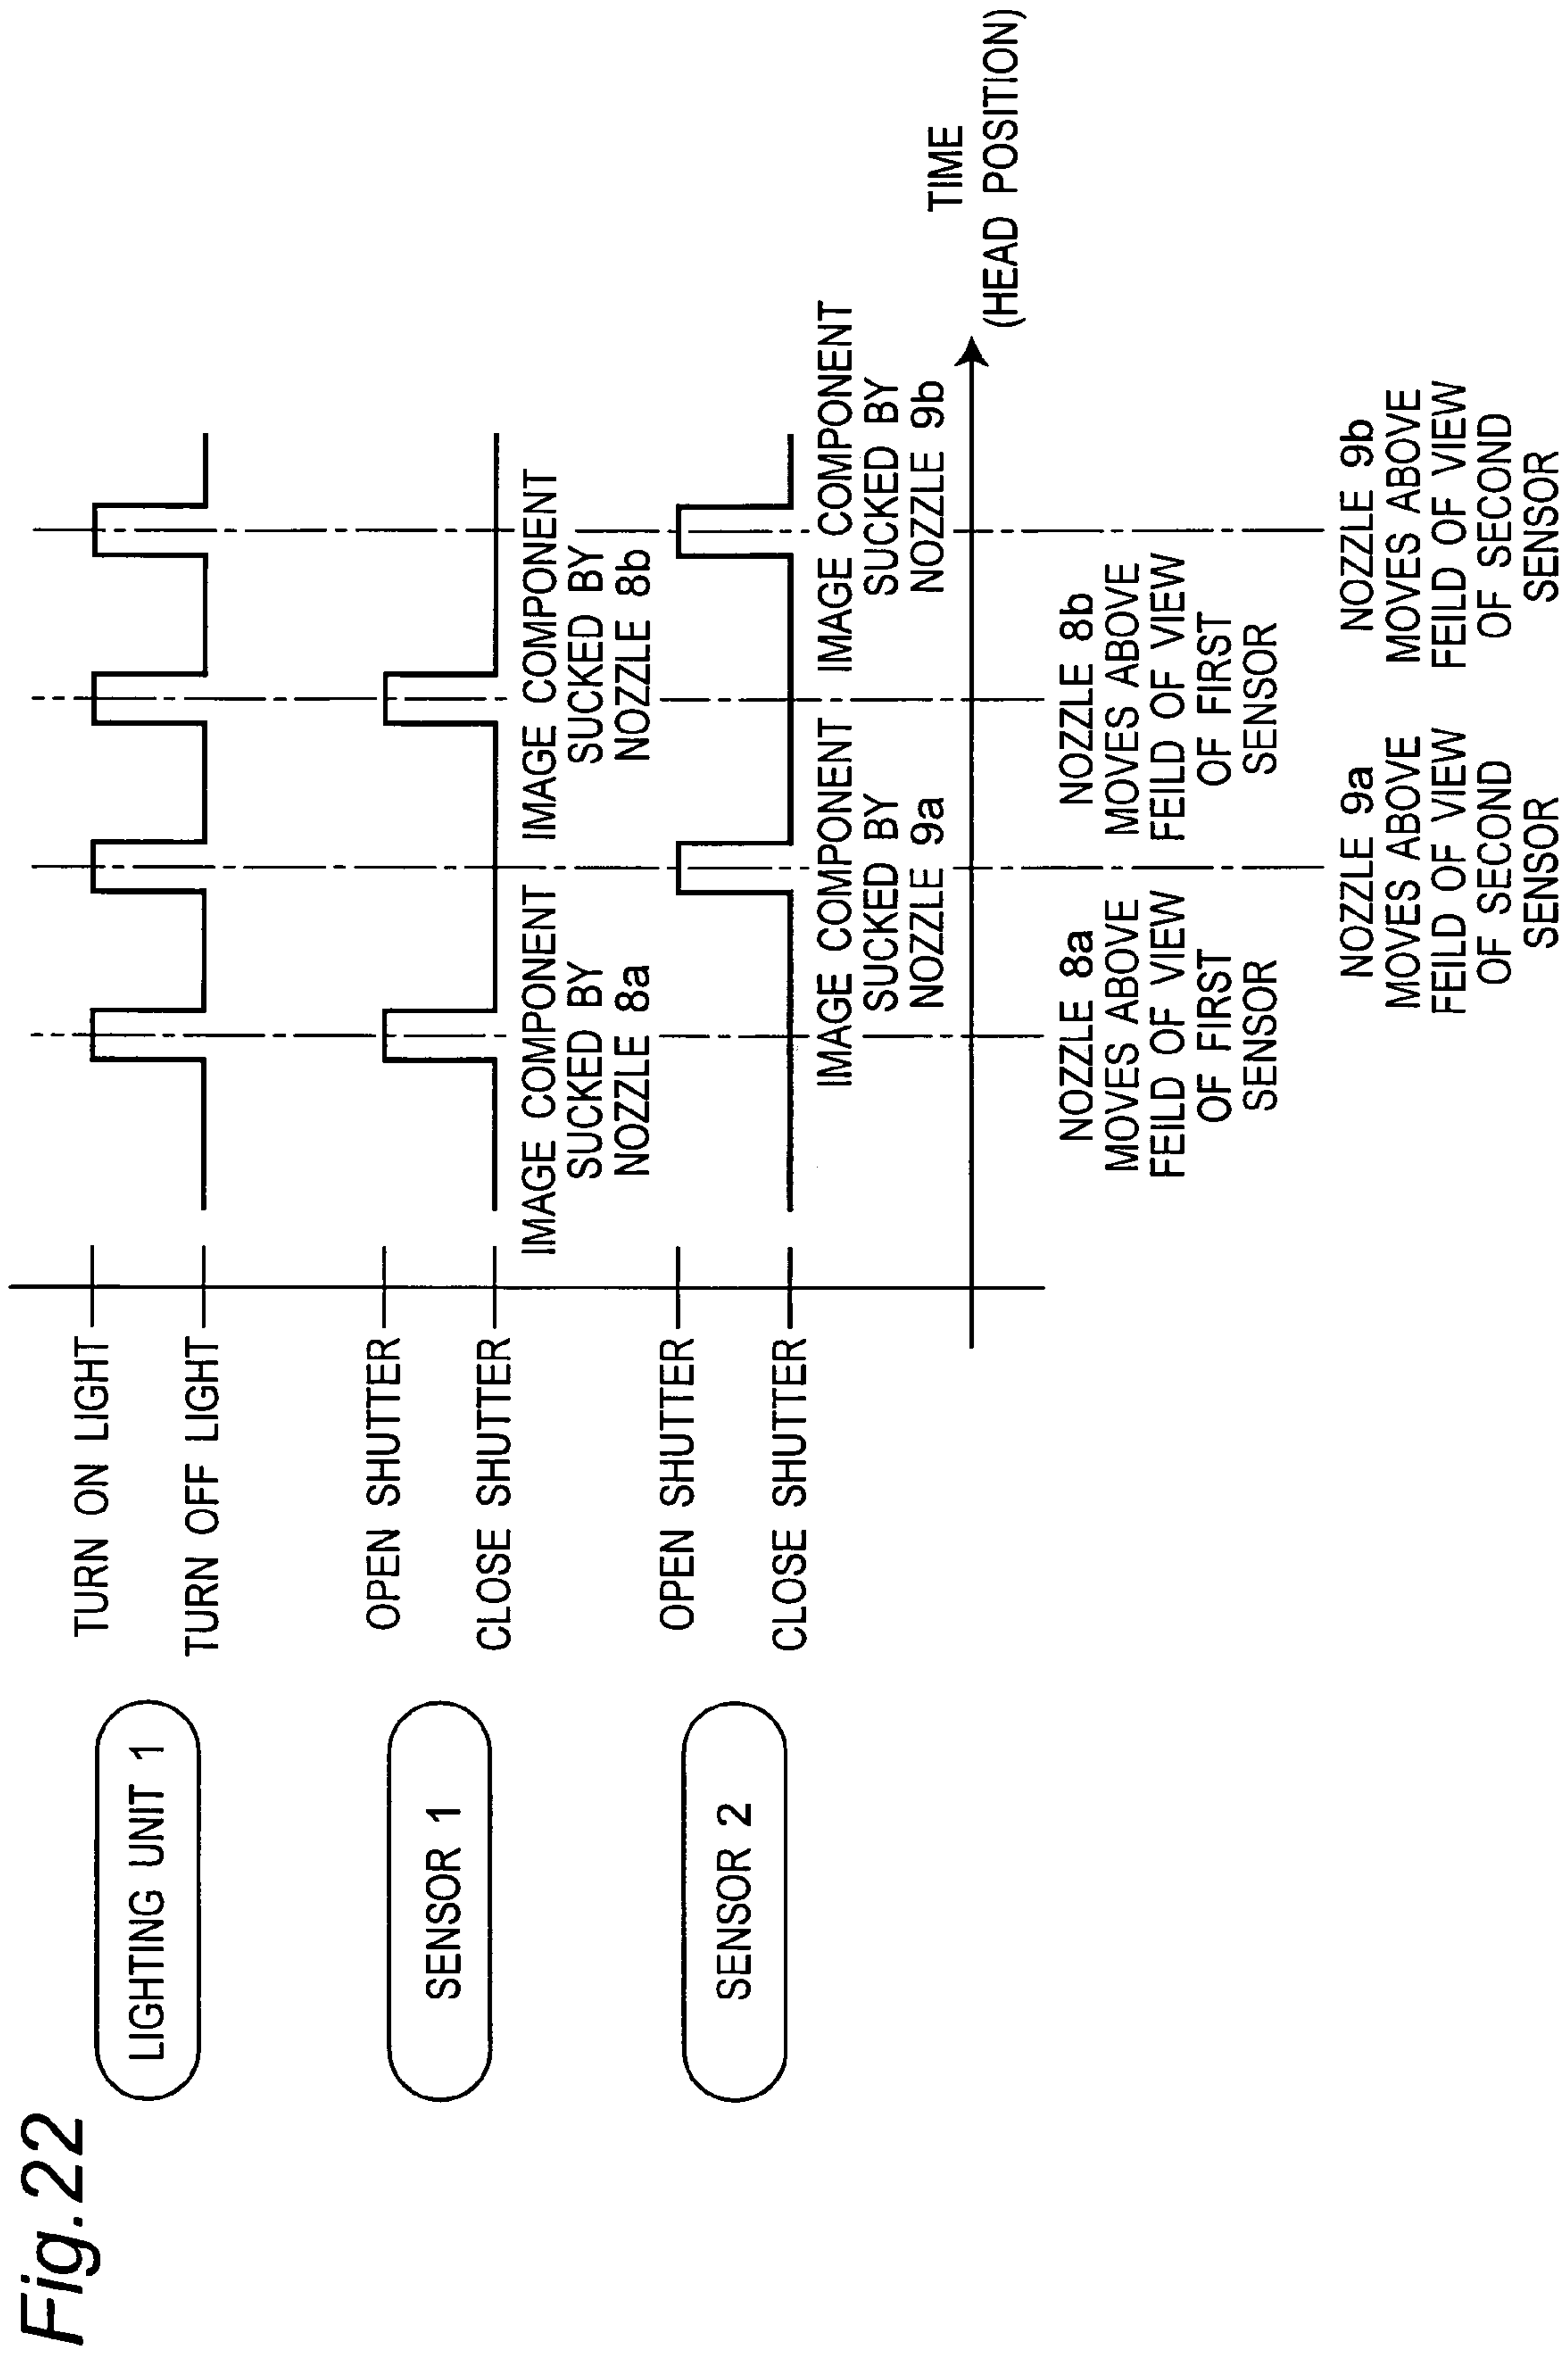 Fig.22
LIGHTING UNIT 1
TURN ON LIGHT
TURN OFF LIGHT
SENSOR 1
OPEN SHUTTER
CLOSE SHUTTER
IMAGE COMPONENT
SUCKED BY
NOZZLE 8a
IMAGE COMPONENT
SUCKED BY
NOZZLE 8b
SENSOR 2
OPEN SHUTTER
CLOSE SHUTTER
IMAGE COMPONENT
SUCKED BY
NOZZLE 9a
IMAGE COMPONENT
SUCKED BY
NOZZLE 9b
TIME
(HEAD POSITION)
NOZZLE 8a
MOVES ABOVE
FEILD OF VIEW
OF FIRST
SENSOR
NOZZLE 8b
MOVES ABOVE
FEILD OF VIEW
OF FIRST
SENSOR
NOZZLE 9a
MOVES ABOVE
FEILD OF VIEW
OF SECOND
SENSOR
NOZZLE 9b
MOVES ABOVE
FEILD OF VIEW
OF SECOND
SENSOR